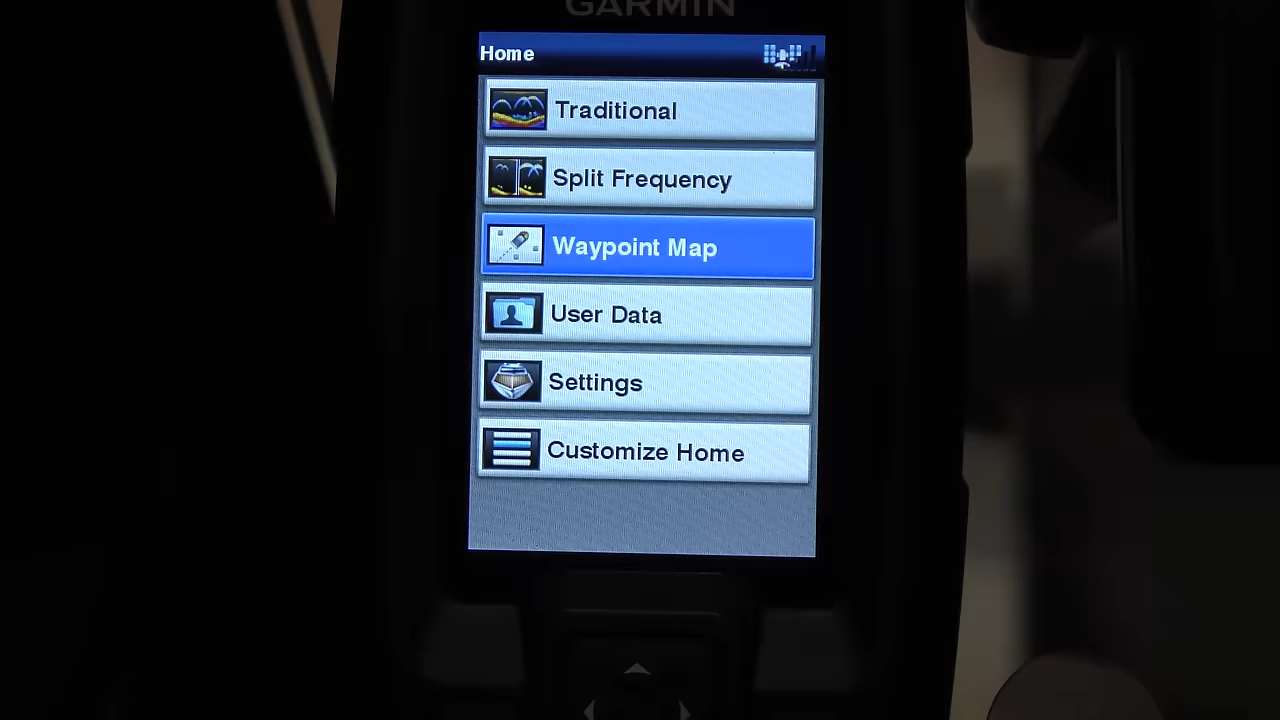 GARMIN
Home
Traditional
Split Frequency
Waypoint Map
User Data
Settings
Customize Home